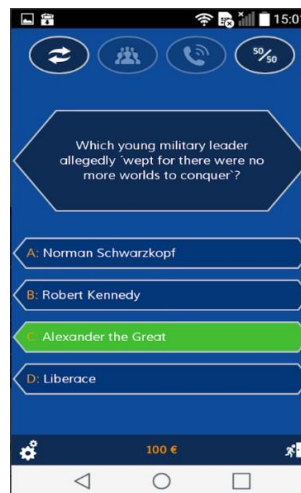 15:0
50/50
Which young military leader
allegedly ´wept for there were no
more worlds to conquer`?
A: Norman Schwarzkopf
B: Robert Kennedy
C: Alexander the Great
D: Liberace
100 €